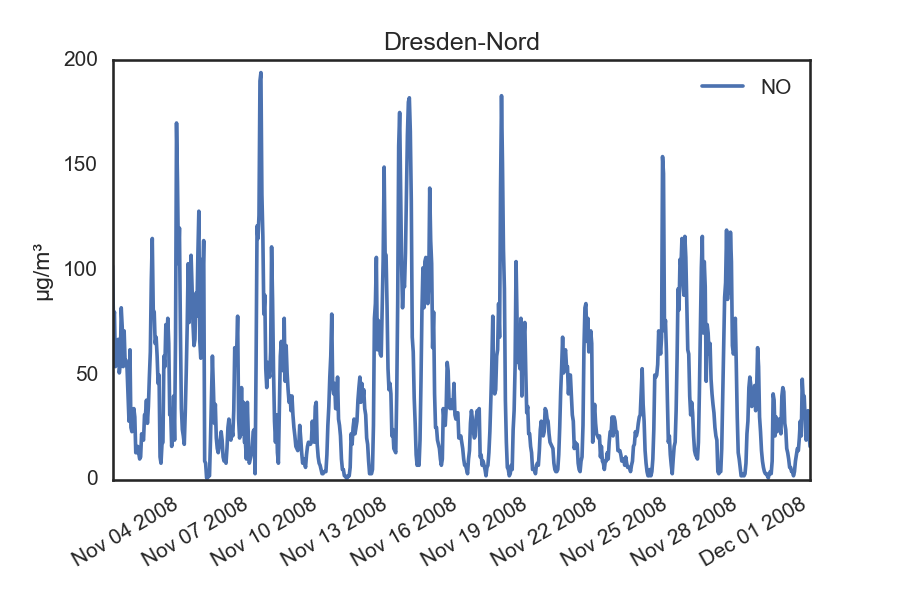 Dresden-Nord
NO
µg/m³
200
150
100
50
0
Nov 04 2008
Nov 07 2008
Nov 10 2008
Nov 13 2008
Nov 16 2008
Nov 19 2008
Nov 22 2008
Nov 25 2008
Nov 28 2008
Dec 01 2008